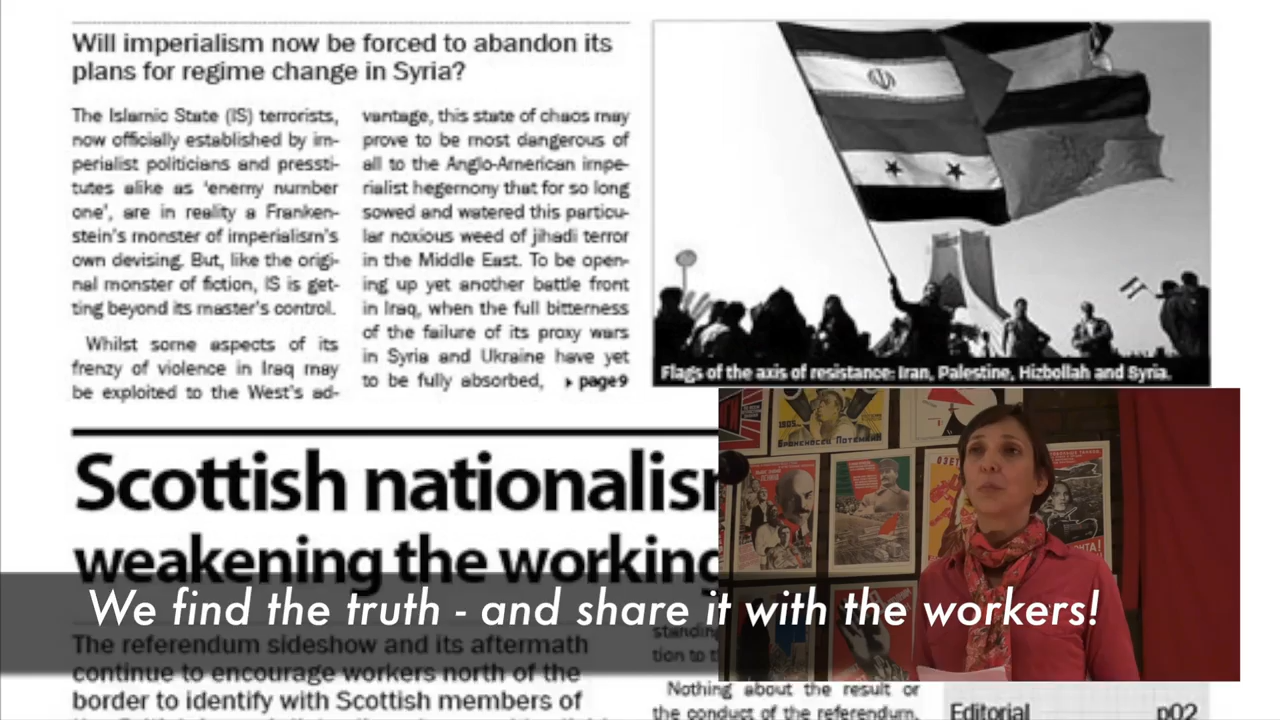 Will imperialism now be forced to abandon its
plans for regime change in Syria?
The Islamic State (IS) terrorists,
now officially established by im-
perialist politicians and pressti-
tutes alike as 'enemy number
one', are in reality a Franken-
stein's monster of imperialism's
own devising. But, like the origi-
nal monster of fiction, IS is get-
ting beyond its master's control.
Whilst some aspects of its
frenzy of violence in Iraq may
be exploited to the West's ad-
vantage, this state of chaos may
prove to be most dangerous of
all to the Anglo-American impe-
rialist hegemony that for so long
sowed and watered this particu-
lar noxious weed of jihadi terror
in the Middle East. To be open-
ing up yet another battle front
in Iraq, when the full bitterness
of the failure of its proxy wars
in Syria and Ukraine have yet
to be fully absorbed, page9
Flags of the axis of resistance: Iran, Palestine, Hizbollah and Syria.
Scottish nationalism
weakening the working
We find the truth - and share it with the workers!
The referendum sideshow and its aftermath
continue to encourage workers north of the
border to identify with Scottish members of
standing
tion to
Nothing about the result or
the conduct of the referendum,
Editorial p02
1905
БРОНЕНОСЕЦ ПОТЕМКИН